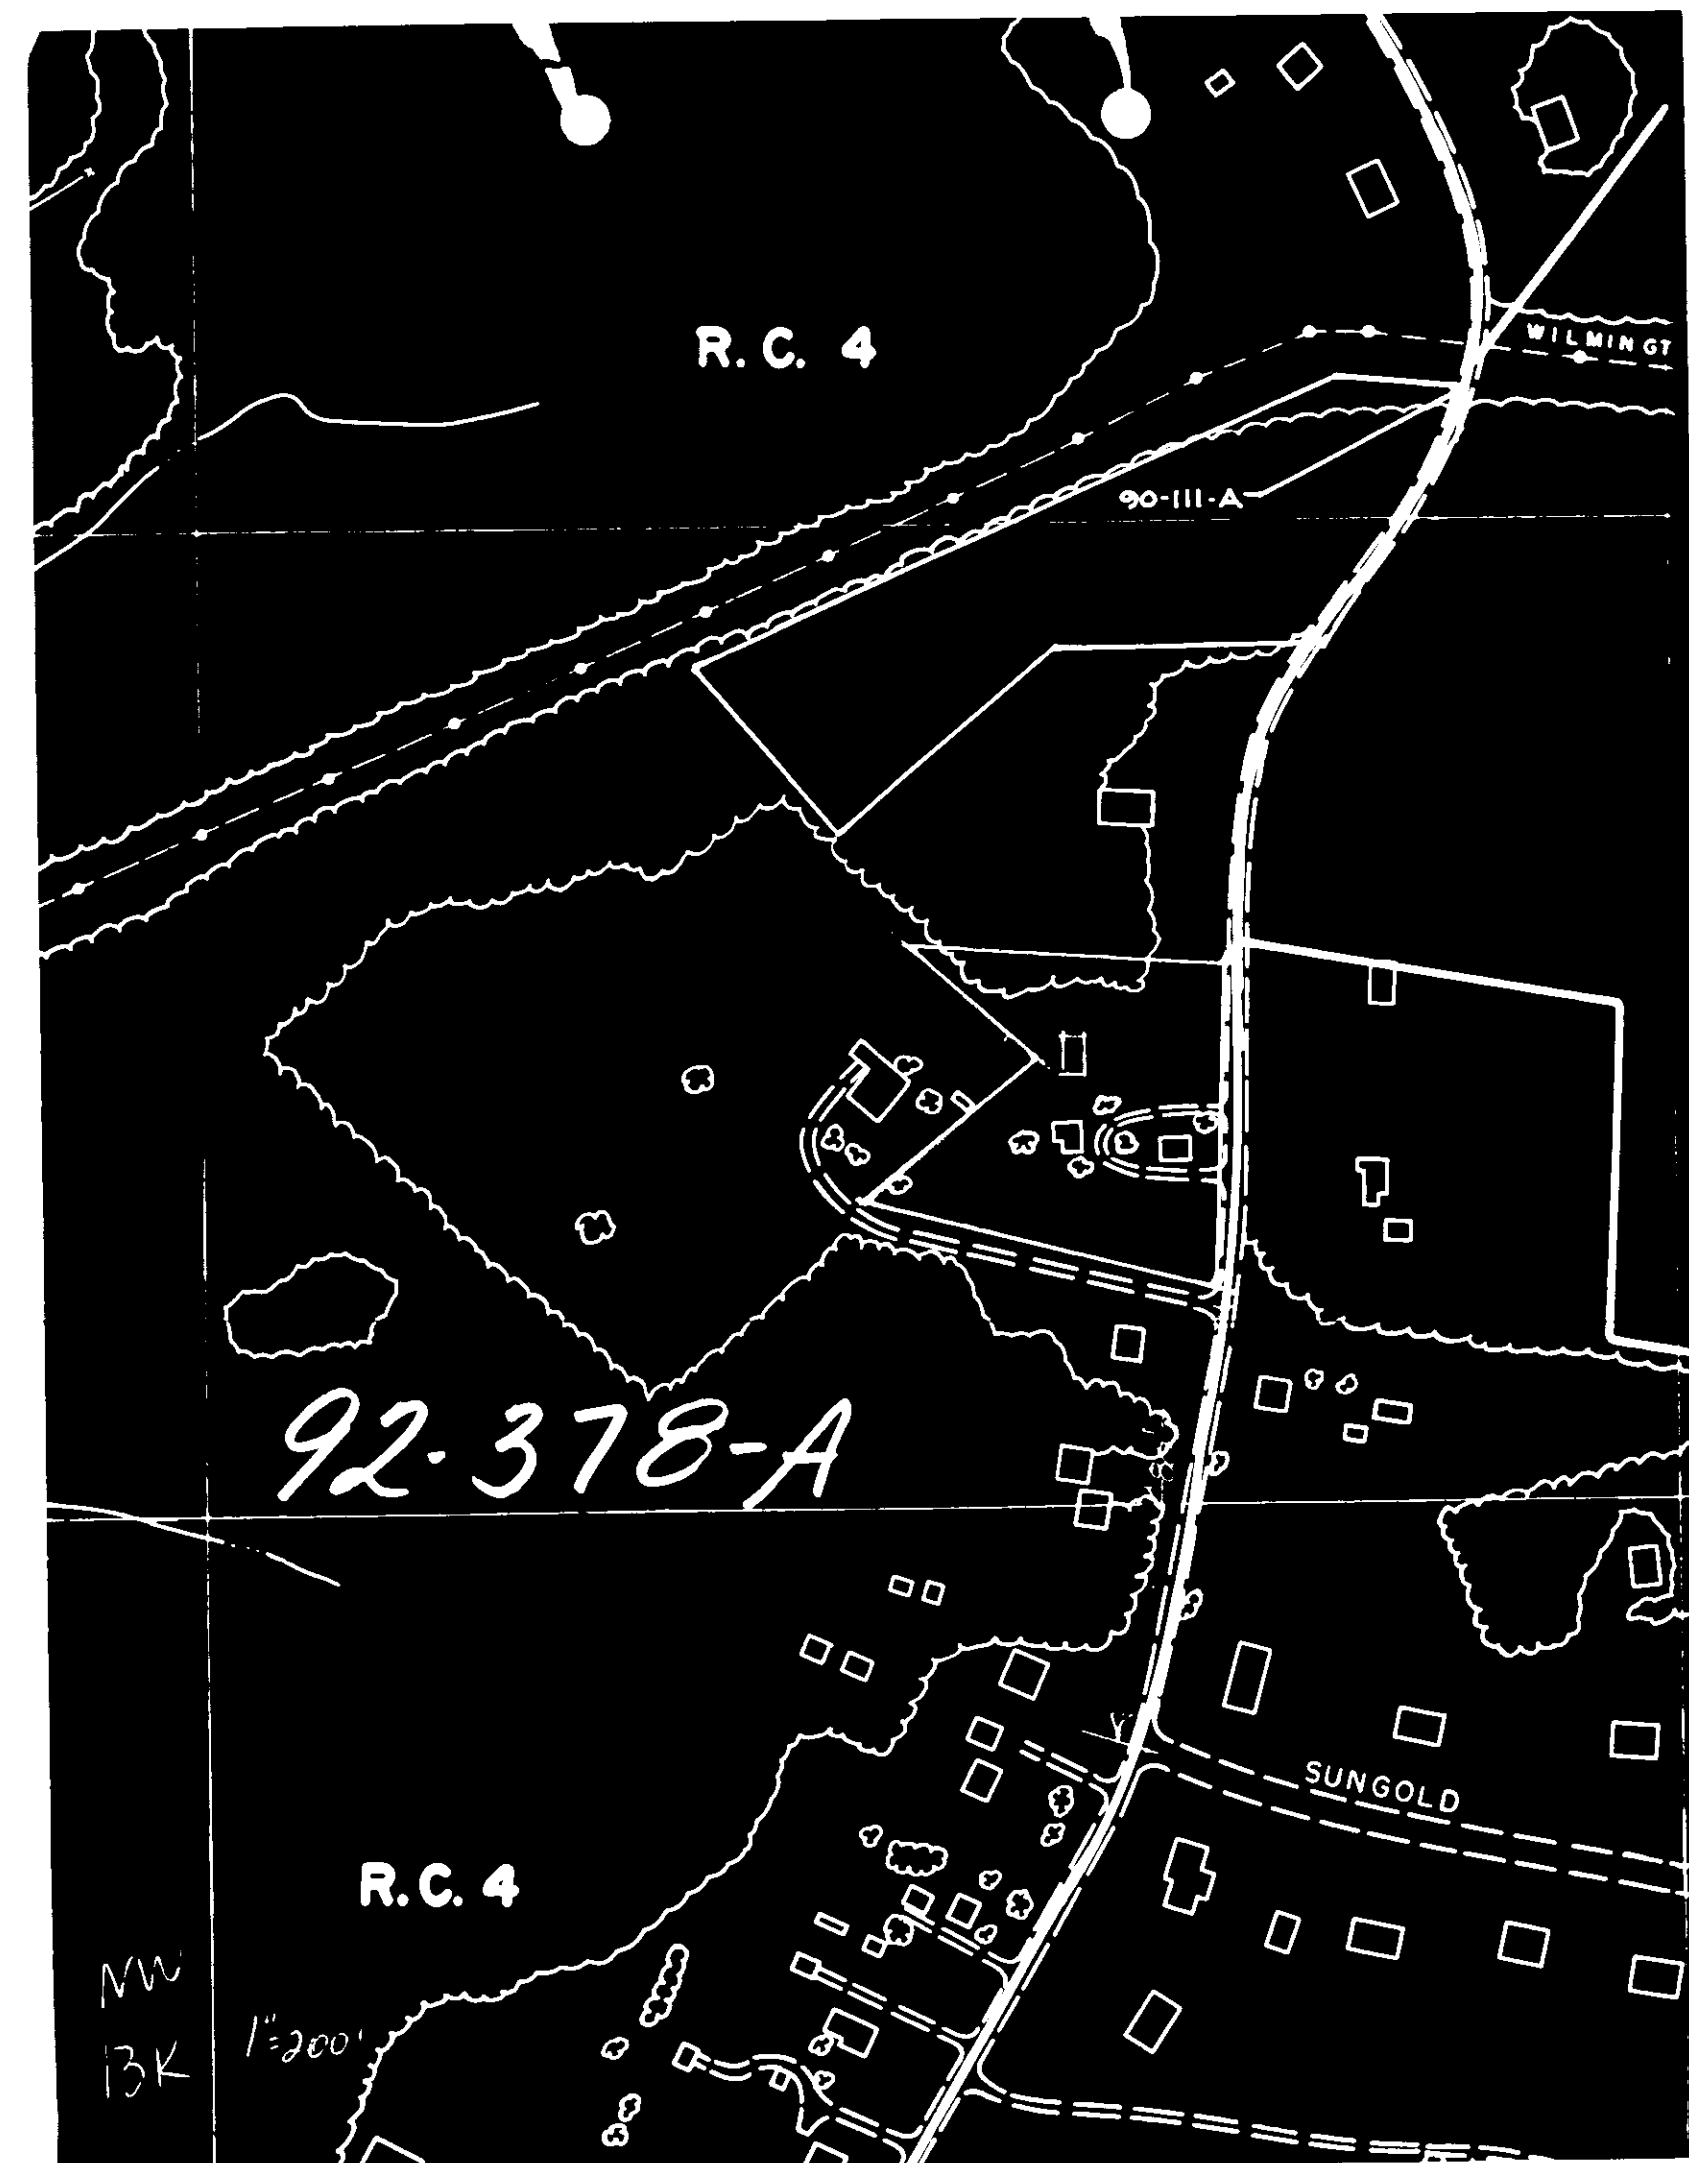 R.C. 4
WILMINGT
90-111-A
92-378-A
SUNGOLD
R.C. 4
NW
13K
1"=200'